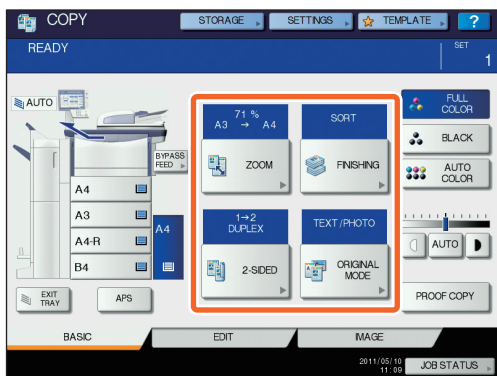 COPY
STORAGE
SETTINGS
TEMPLATE
?
READY
SET
1
AUTO
71 %
A3 → A4
SORT
FULL
COLOR
BLACK
ZOOM
FINISHING
BYPASS
FEED
AUTO
COLOR
A4
A3
A4-R
B4
A4
1→2
DUPLEX
TEXT/PHOTO
2-SIDED
ORIGINAL
MODE
AUTO
EXIT
TRAY
APS
PROOF COPY
BASIC
EDIT
IMAGE
2011/05/10
11:09
JOB STATUS